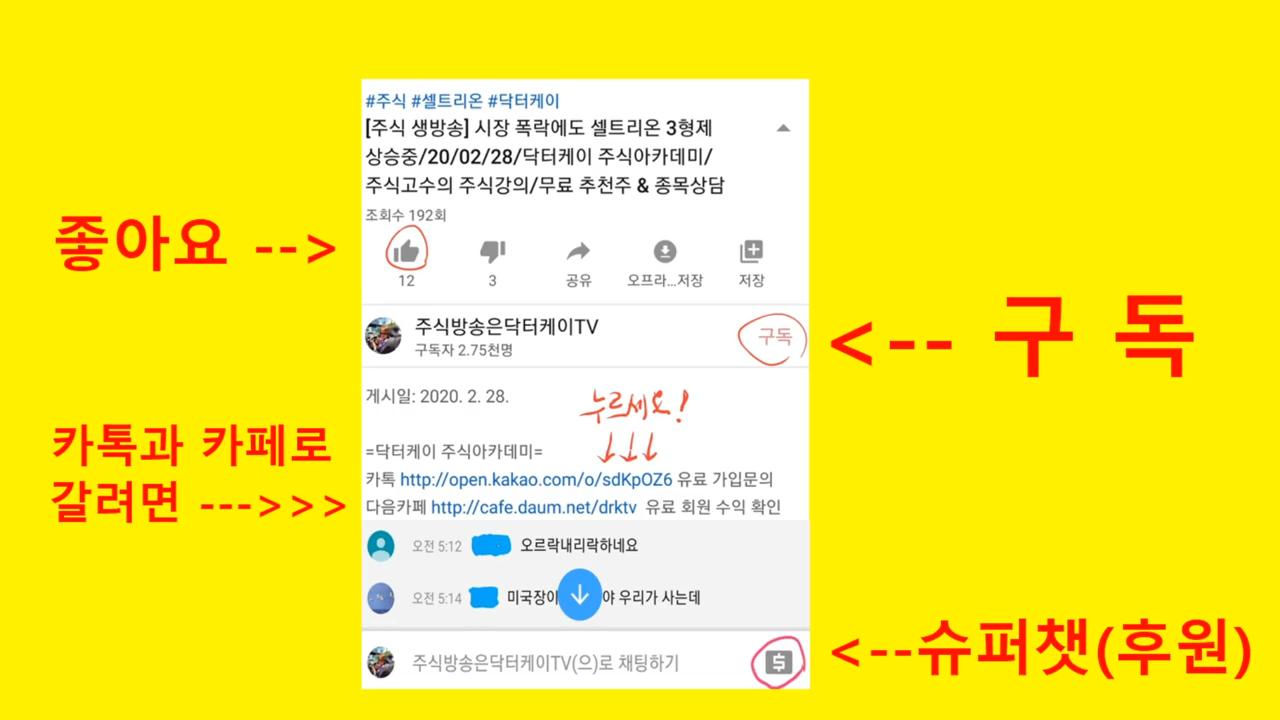 #주식 #셀트리온 #닥터케이
[주식 생방송] 시장 폭락에도 셀트리온 3형제
상승중/20/02/28/닥터케이 주식아카데미/
주식고수의 주식강의/무료 추천주 & 종목상담
조회수 192회
좋아요 -->
12
3
공유
오프라...저장
저장
주식방송은닥터케이TV
구독자 2.75천명
구독
<-- 구 독
게시일: 2020. 2. 28.
누르세요!
카톡과 카페로
갈려면 --->>>
=닥터케이 주식아카데미=
카톡 http://open.kakao.com/o/sdKpOZ6 유료 가입문의
다음카페 http://cafe.daum.net/drktv 유료 회원 수익 확인
오전 5:12 오르락내리락하네요
오전 5:14 미국장이 야 우리가 사는데
주식방송은닥터케이TV(으)로 채팅하기
<--슈퍼챗(후원)